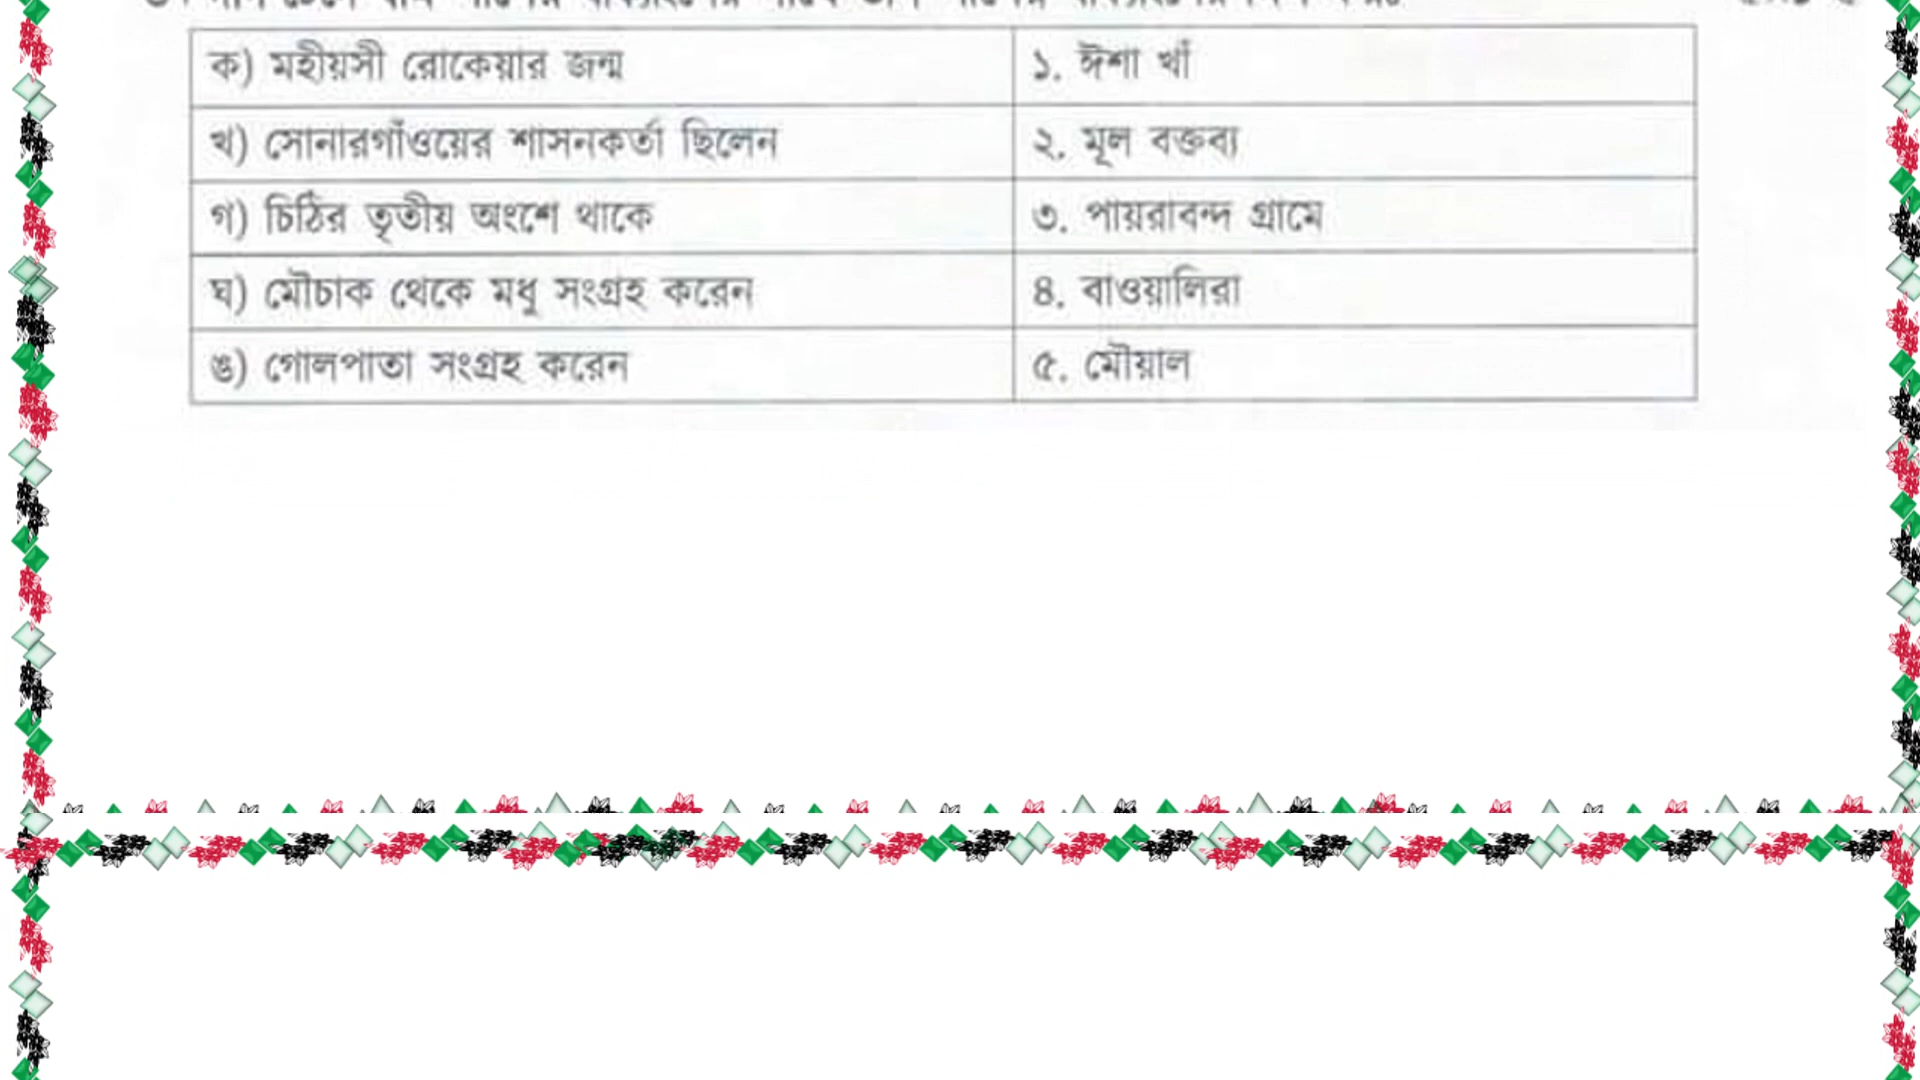 ক) মহীয়সী রোকেয়ার জন্ম ১. ঈশা খাঁ
খ) সোনারগাঁওয়ের শাসনকর্তা ছিলেন ২. মূল বক্তব্য
গ) চিঠির তৃতীয় অংশে থাকে ৩. পায়রাবন্দ গ্রামে
ঘ) মৌচাক থেকে মধু সংগ্রহ করেন ৪. বাওয়ালিরা
ঙ) গোলপাতা সংগ্রহ করেন ৫. মৌয়াল